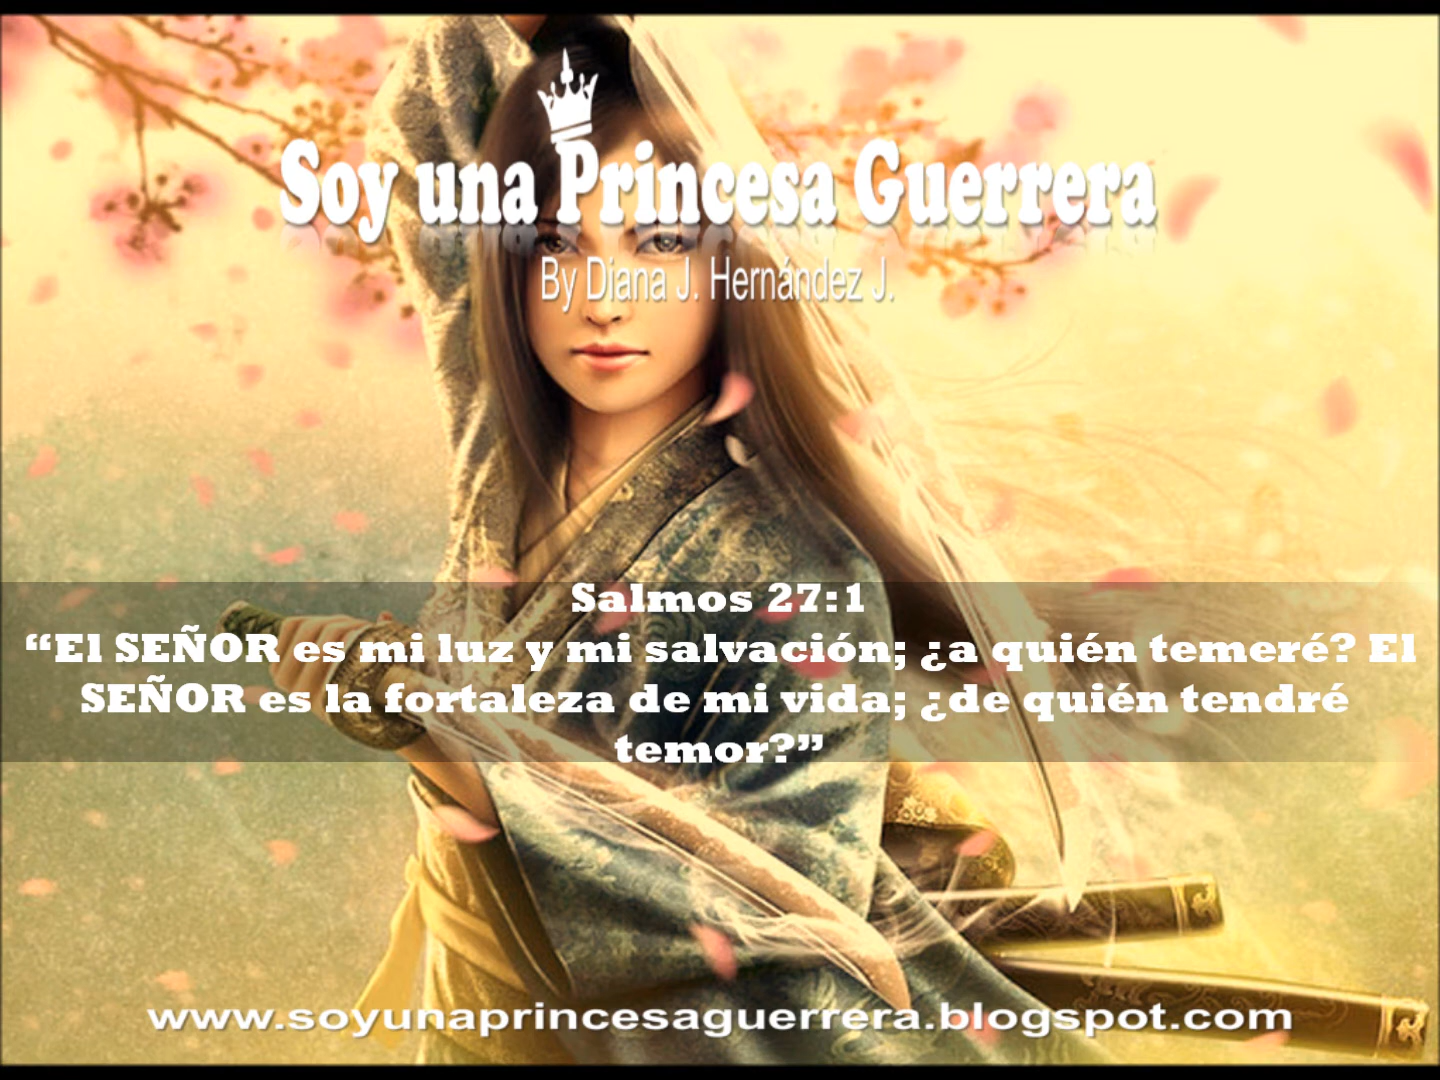 Soy una Princesa Guerrera
By Diana J. Hernández J.
Salmos 27:1
“El SEÑOR es mi luz y mi salvación; ¿a quién temeré? El
SEÑOR es la fortaleza de mi vida; ¿de quién tendré
temor?”
www.soyunaprincesaguerrera.blogspot.com